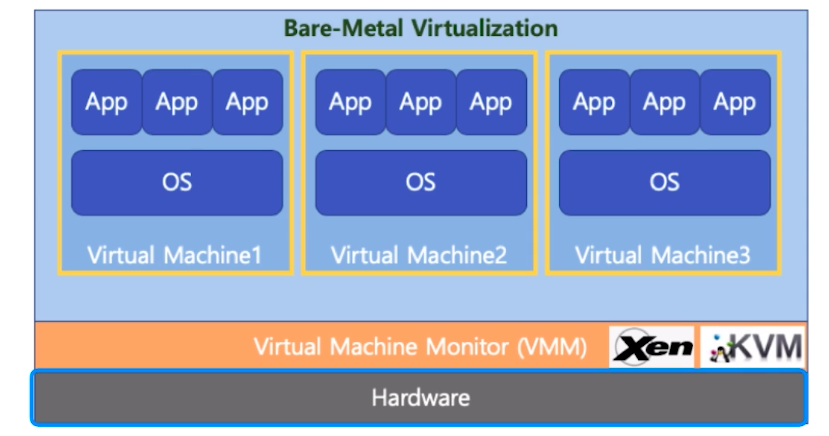 Bare-Metal Virtualization
App App App App App App App App App
OS OS OS
Virtual Machine1 Virtual Machine2 Virtual Machine3
Virtual Machine Monitor (VMM) Xen KVM
Hardware